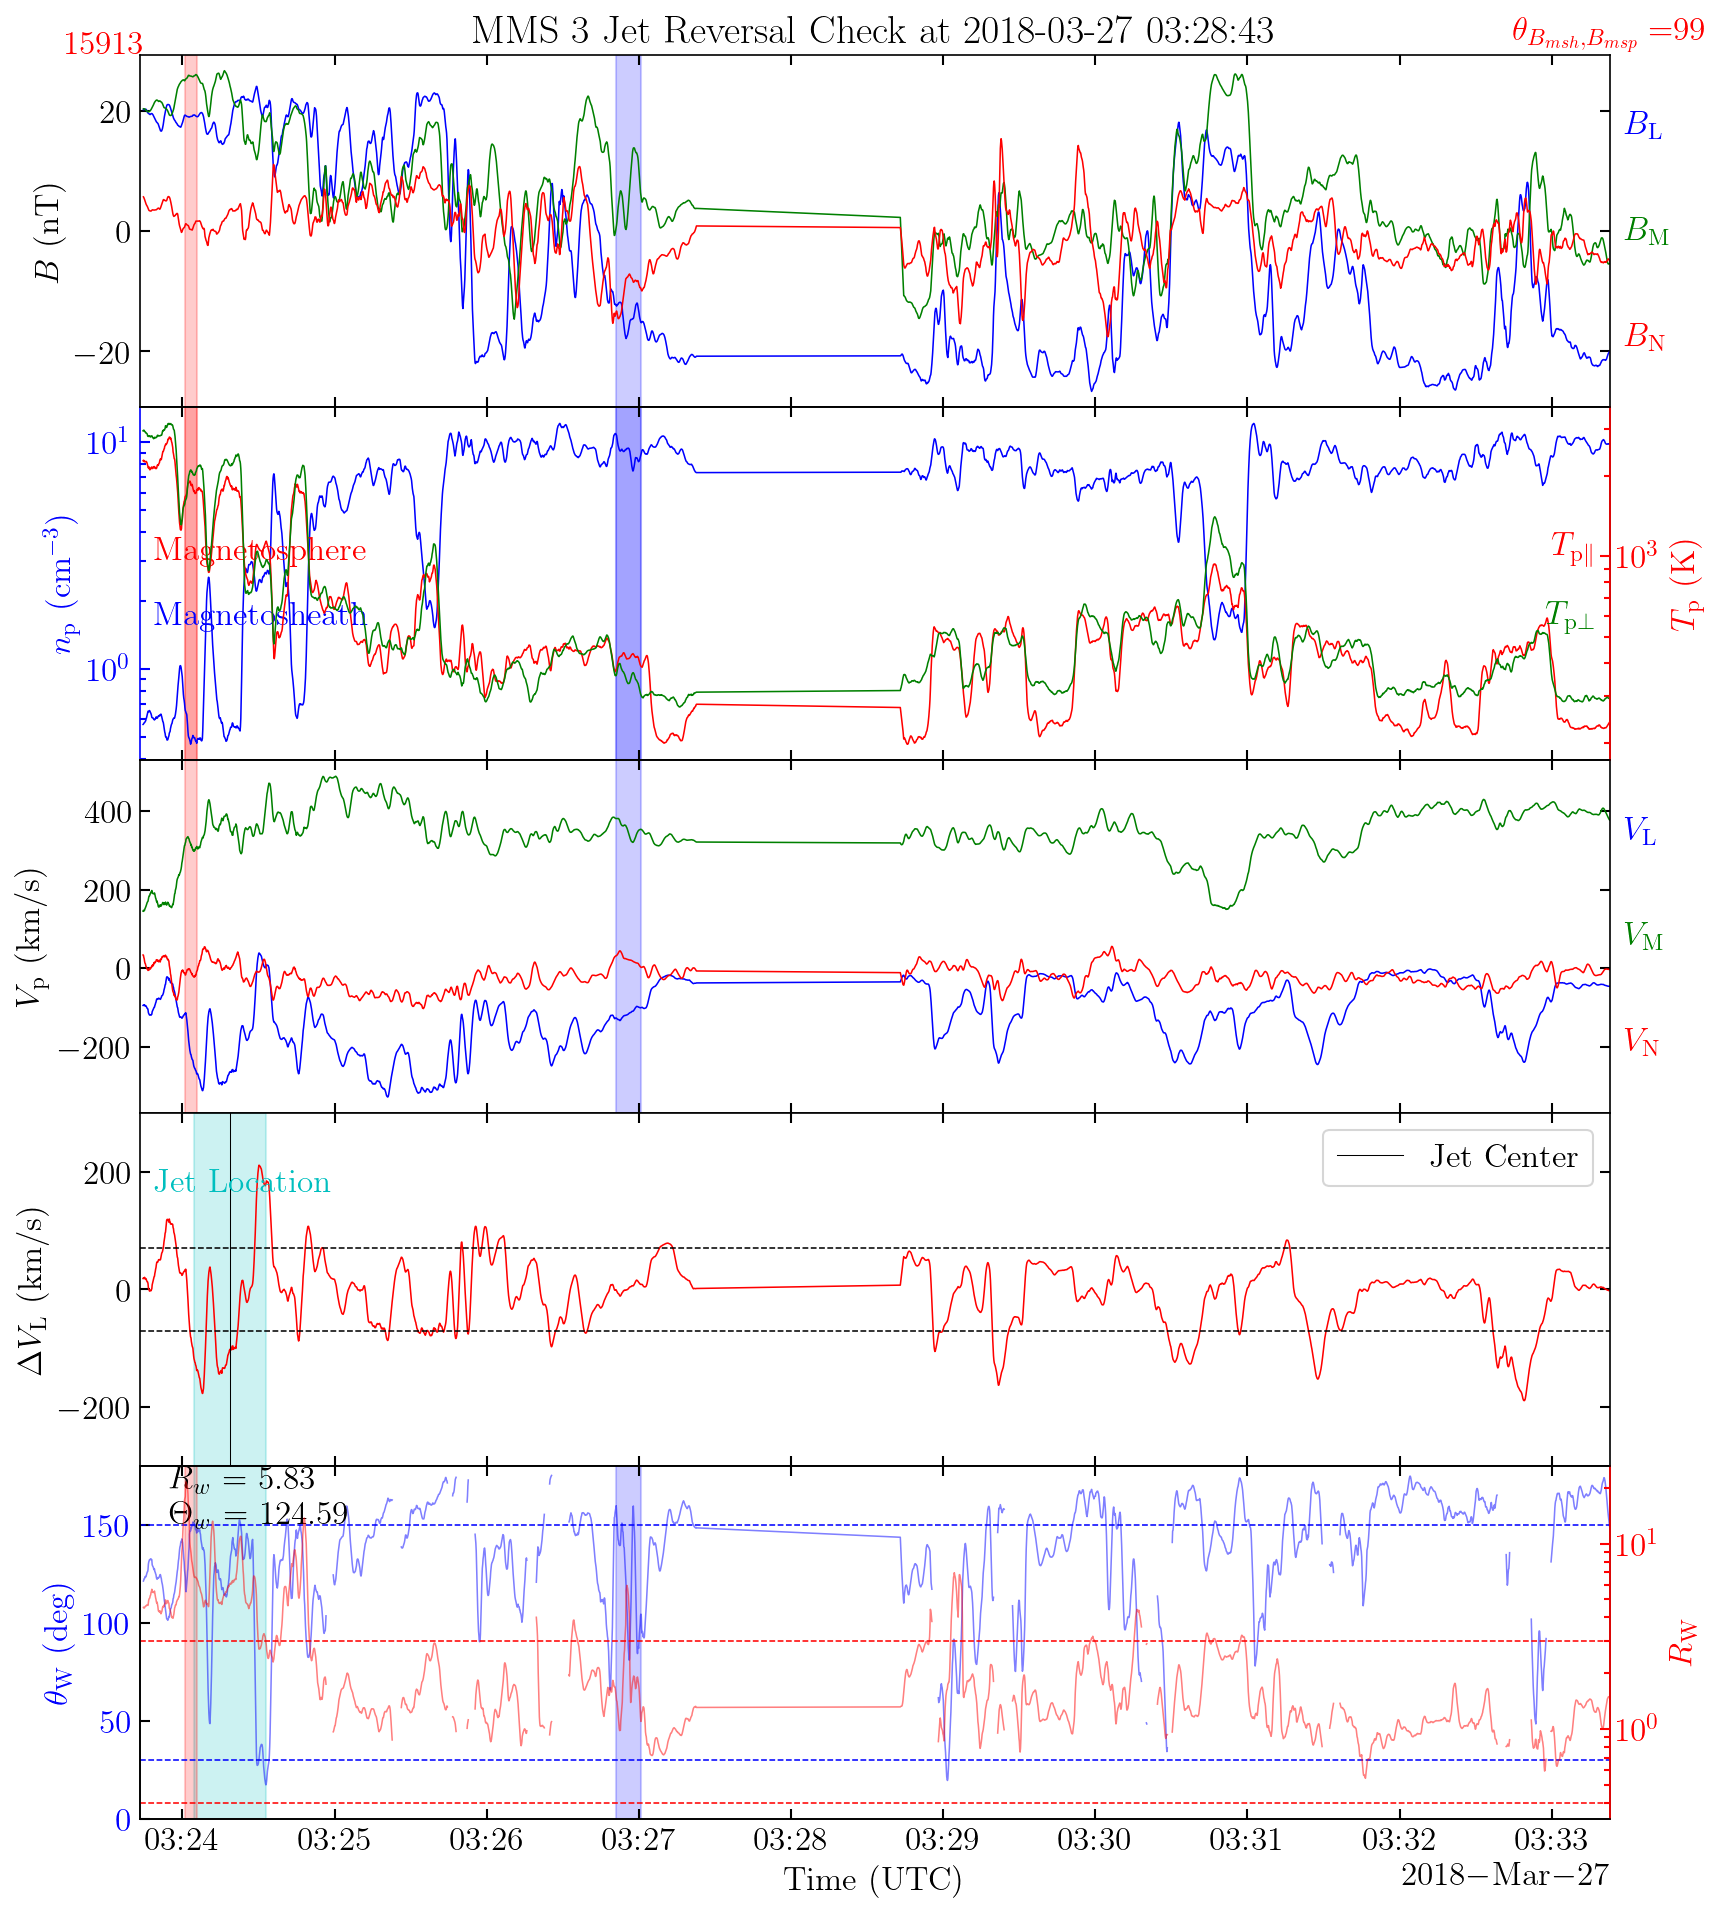 MMS 3 Jet Reversal Check at 2018-03-27 03:28:43
15913
θ_{B_{msh},B_{msp}} =99
20
0
−20
B (nT)
B_L
B_M
B_N
10^1
10^0
n_p (cm^{−3})
Magnetosphere
Magnetosheath
T_{p∥}
T_{p⊥}
10^3
T_p (K)
400
200
0
−200
V_p (km/s)
V_L
V_M
V_N
200
0
−200
ΔV_L (km/s)
Jet Location
Jet Center
R_w = 5.83
Θ_w = 124.59
150
100
50
0
θ_W (deg)
10^1
10^0
R_W
03:24 03:25 03:26 03:27 03:28 03:29 03:30 03:31 03:32 03:33
Time (UTC)
2018−Mar−27